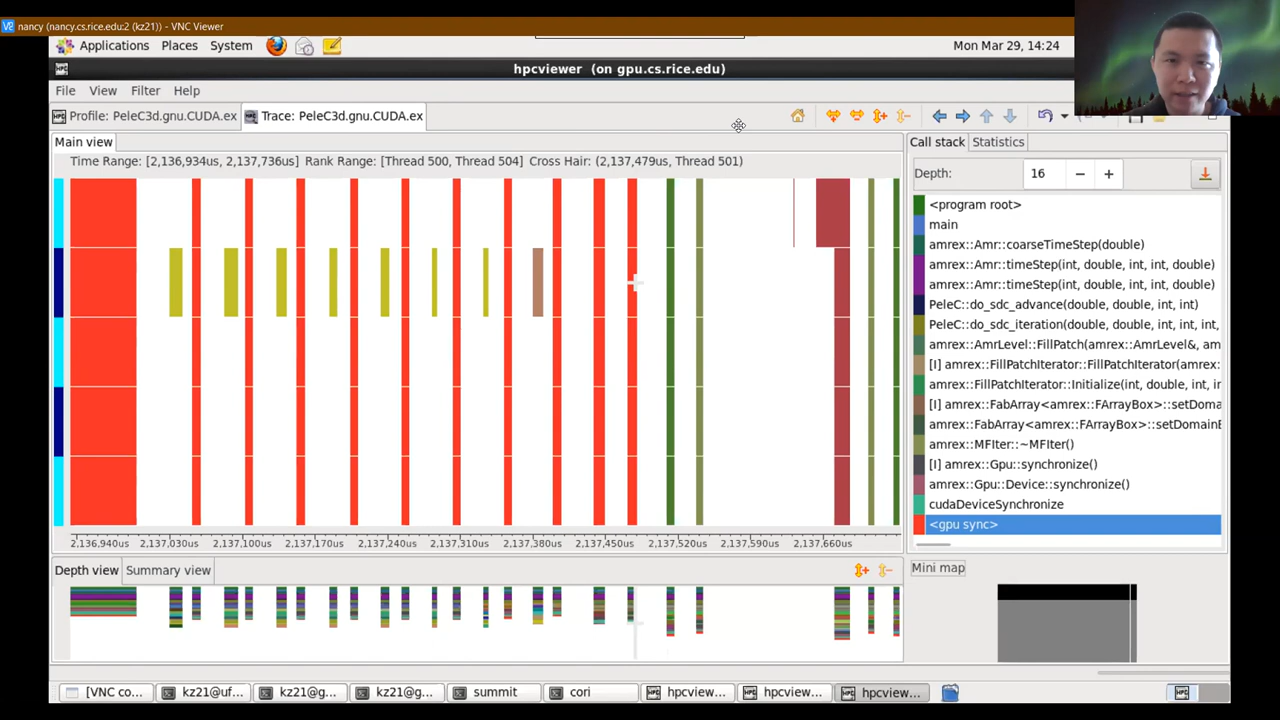 nancy (nancy.cs.rice.edu:2 (kz21)) - VNC Viewer
Applications Places System Mon Mar 29, 14:24
hpcviewer (on gpu.cs.rice.edu)
File View Filter Help
Profile: PeleC3d.gnu.CUDA.ex Trace: PeleC3d.gnu.CUDA.ex
Main view
Time Range: [2,136,934us, 2,137,736us] Rank Range: [Thread 500, Thread 504] Cross Hair: (2,137,479us, Thread 501)
2,136,940us 2,137,030us 2,137,100us 2,137,170us 2,137,240us 2,137,310us 2,137,380us 2,137,450us 2,137,520us 2,137,590us 2,137,660us
Depth view Summary view
Call stack Statistics
Depth: 16
<program root>
main
amrex::Amr::coarseTimeStep(double)
amrex::Amr::timeStep(int, double, int, int, double)
amrex::Amr::timeStep(int, double, int, int, double)
PeleC::do_sdc_advance(double, double, int, int)
PeleC::do_sdc_iteration(double, double, int, int,
amrex::AmrLevel::FillPatch(amrex::AmrLevel&, am
[I] amrex::FillPatchIterator::FillPatchIterator(amrex:
amrex::FillPatchIterator::Initialize(int, double, int, i
[I] amrex::FabArray<amrex::FArrayBox>::setDoma
amrex::FabArray<amrex::FArrayBox>::setDomainB
amrex::MFIter::~MFIter()
[I] amrex::Gpu::synchronize()
amrex::Gpu::Device::synchronize()
cudaDeviceSynchronize
<gpu sync>
Mini map
[VNC co... kz21@uf... kz21@g... kz21@g... summit cori hpcview... hpcview... hpcview...